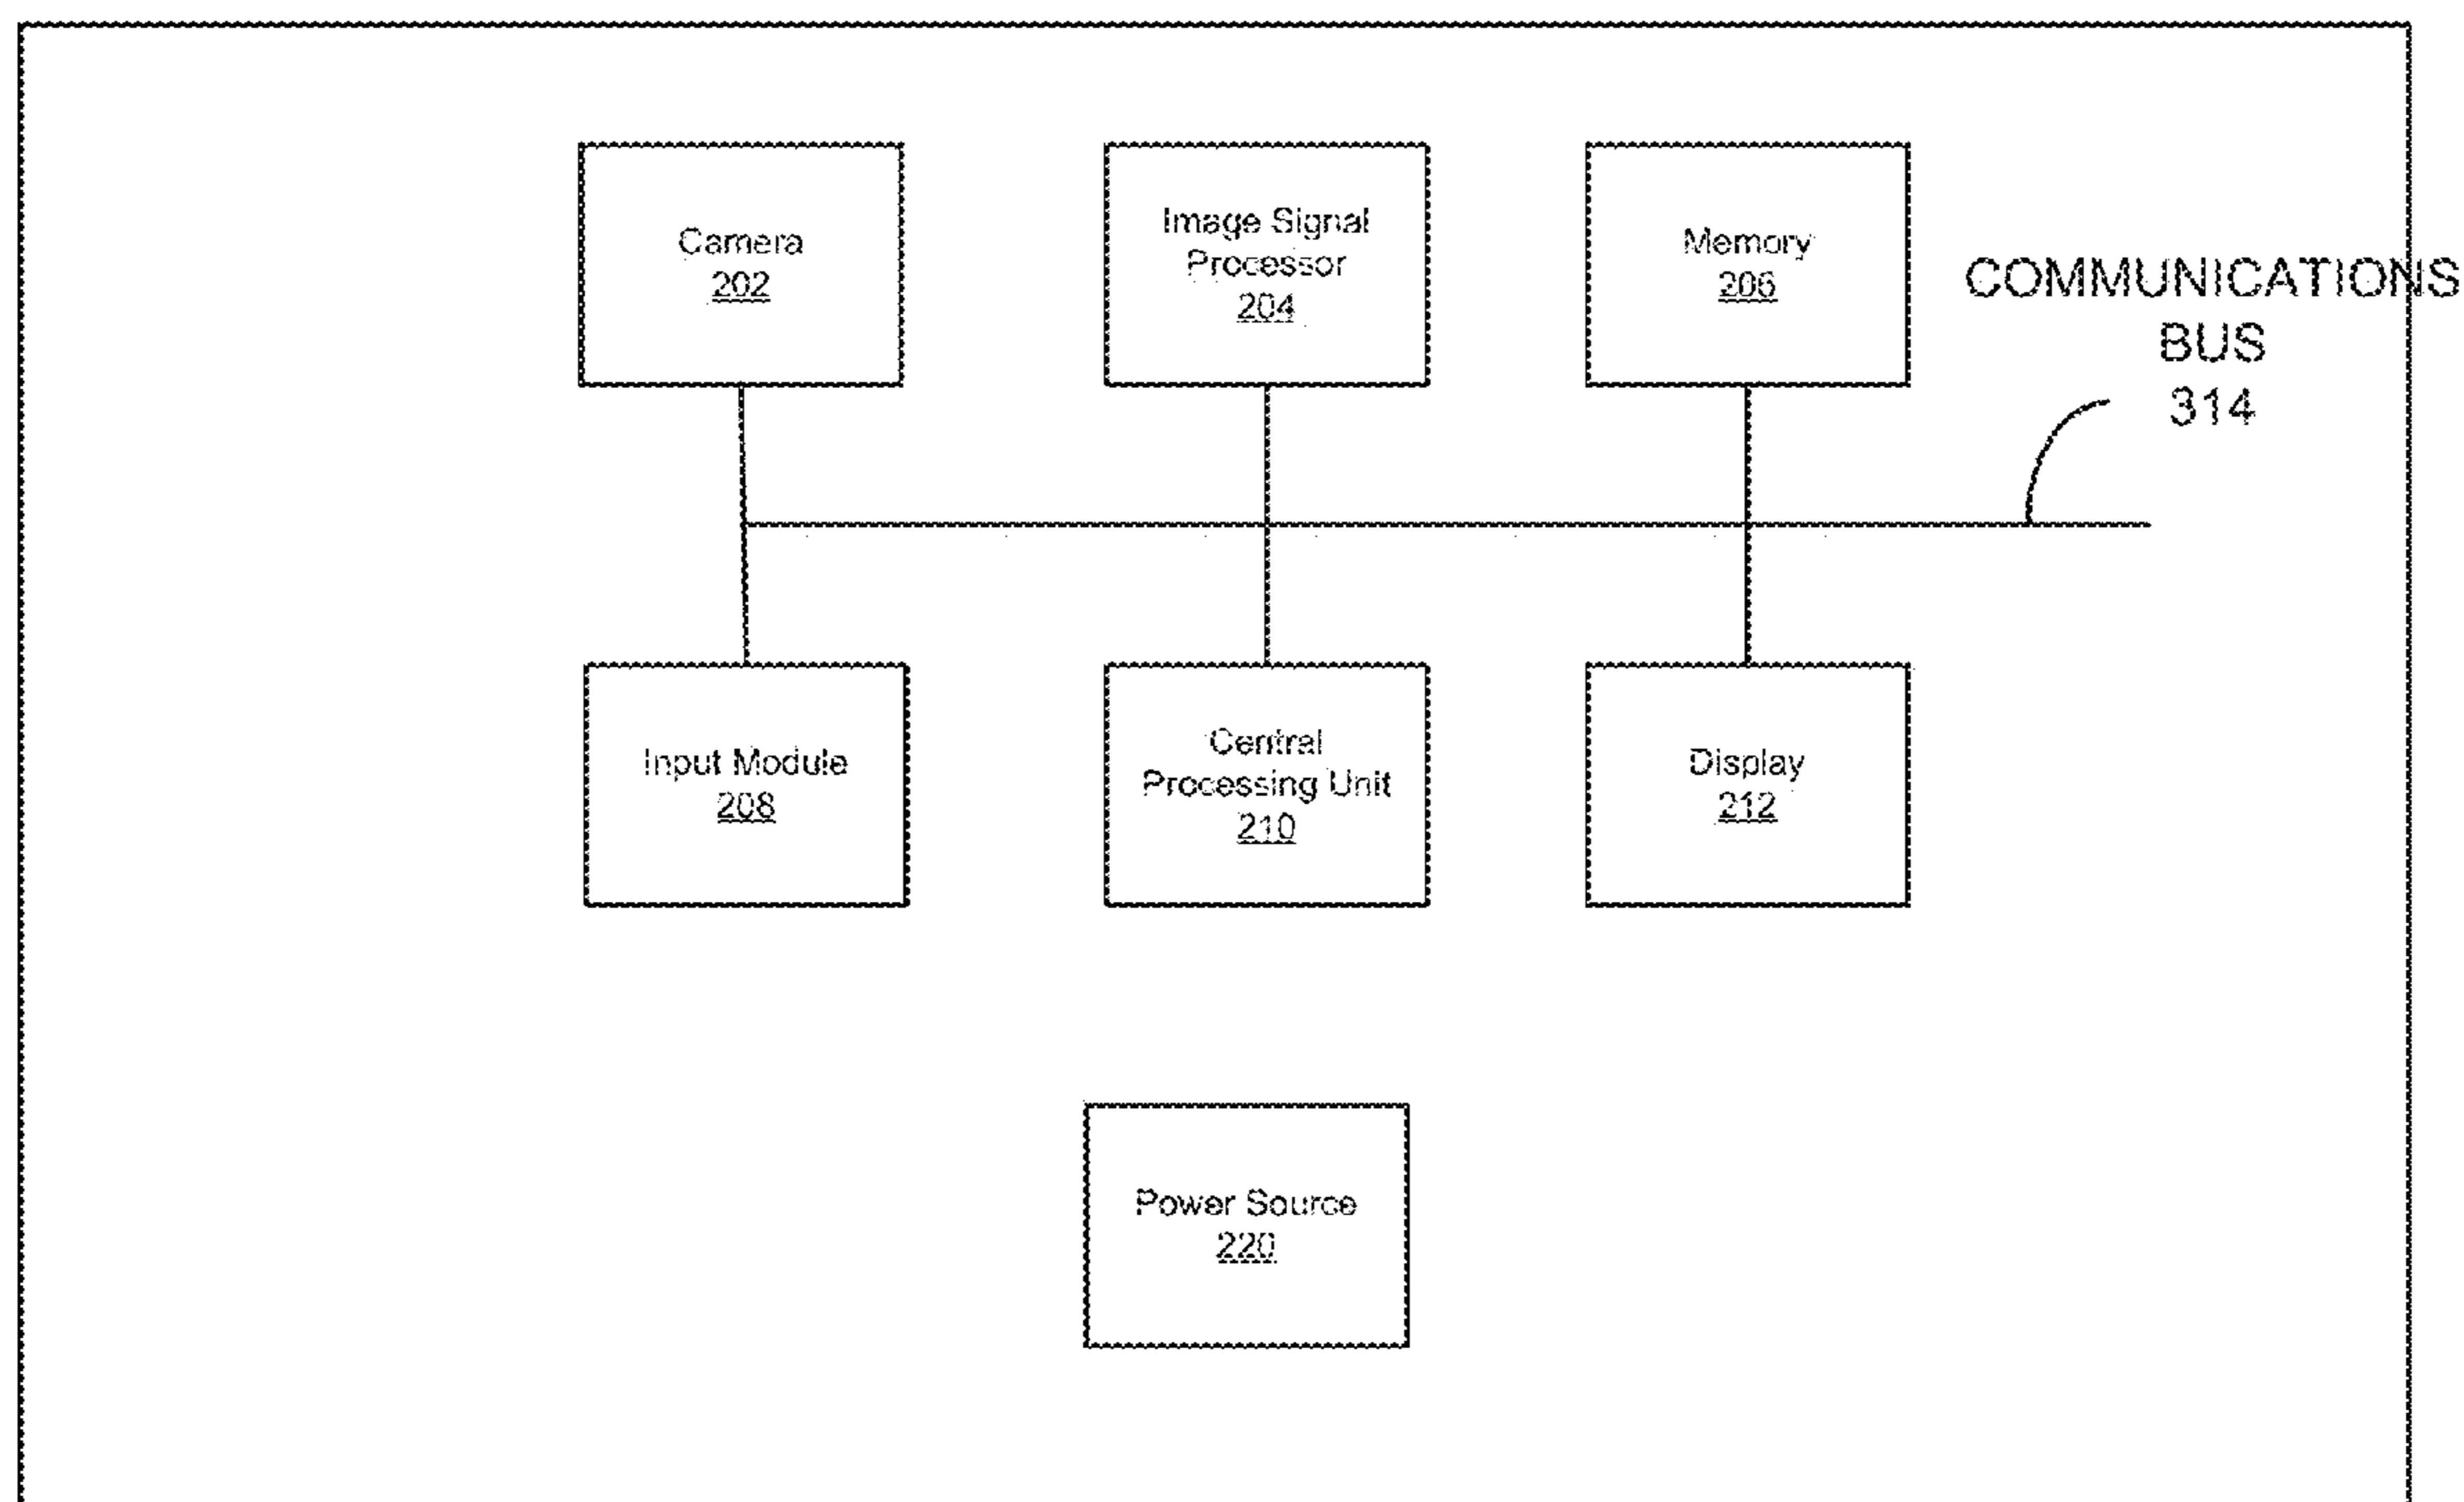 Camera
202
Image Signal
Processor
204
Memory
206
COMMUNICATIONS
BUS
314
Input Module
208
Central
Processing Unit
210
Display
212
Power Source
220